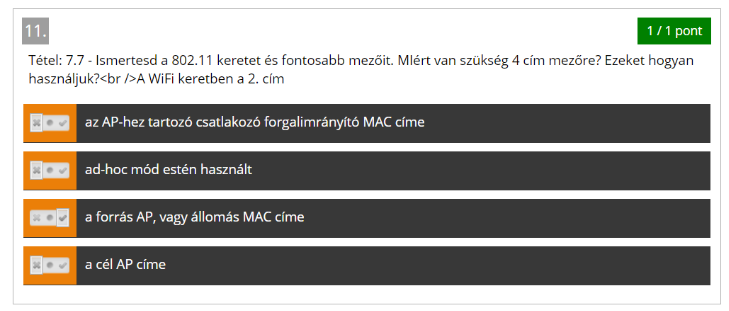 11.
1 / 1 pont
Tétel: 7.7 - Ismertesd a 802.11 keretet és fontosabb mezőit. MIért van szükség 4 cím mezőre? Ezeket hogyan
használjuk?<br />A WiFi keretben a 2. cím
az AP-hez tartozó csatlakozó forgalimrányító MAC címe
ad-hoc mód estén használt
a forrás AP, vagy állomás MAC címe
a cél AP címe